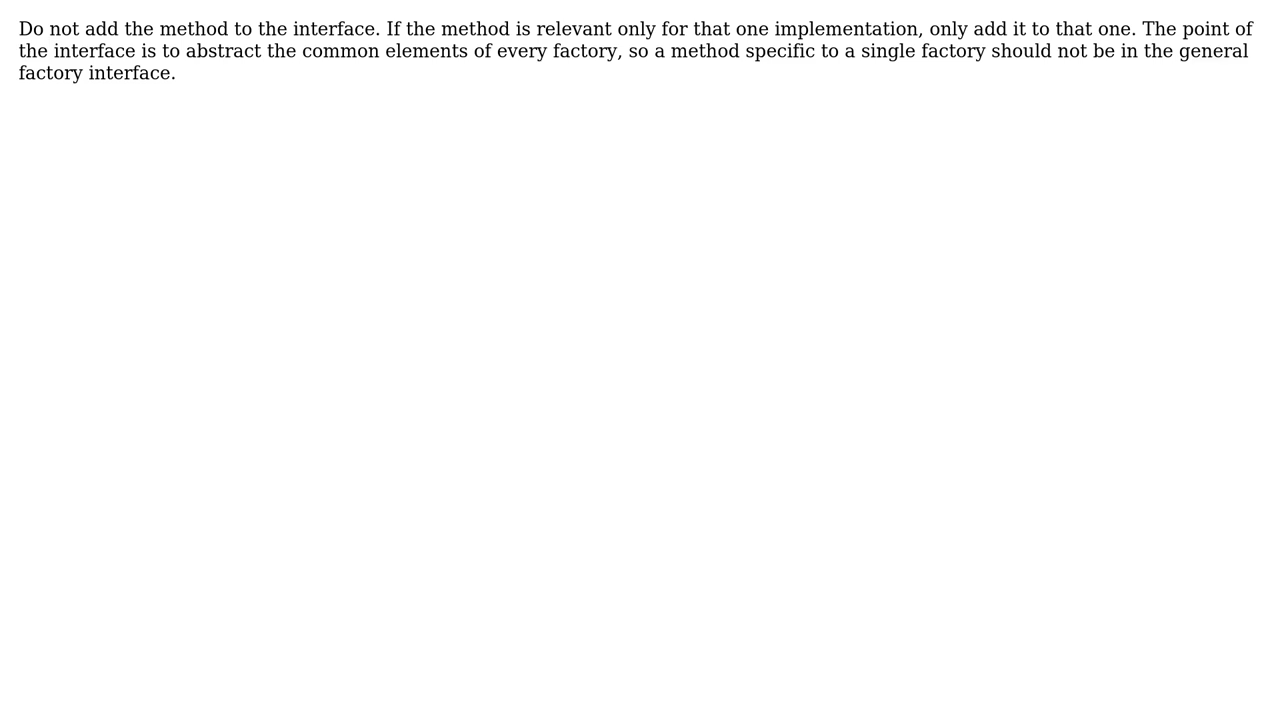 Do not add the method to the interface. If the method is relevant only for that one implementation, only add it to that one. The point of
the interface is to abstract the common elements of every factory, so a method specific to a single factory should not be in the general
factory interface.